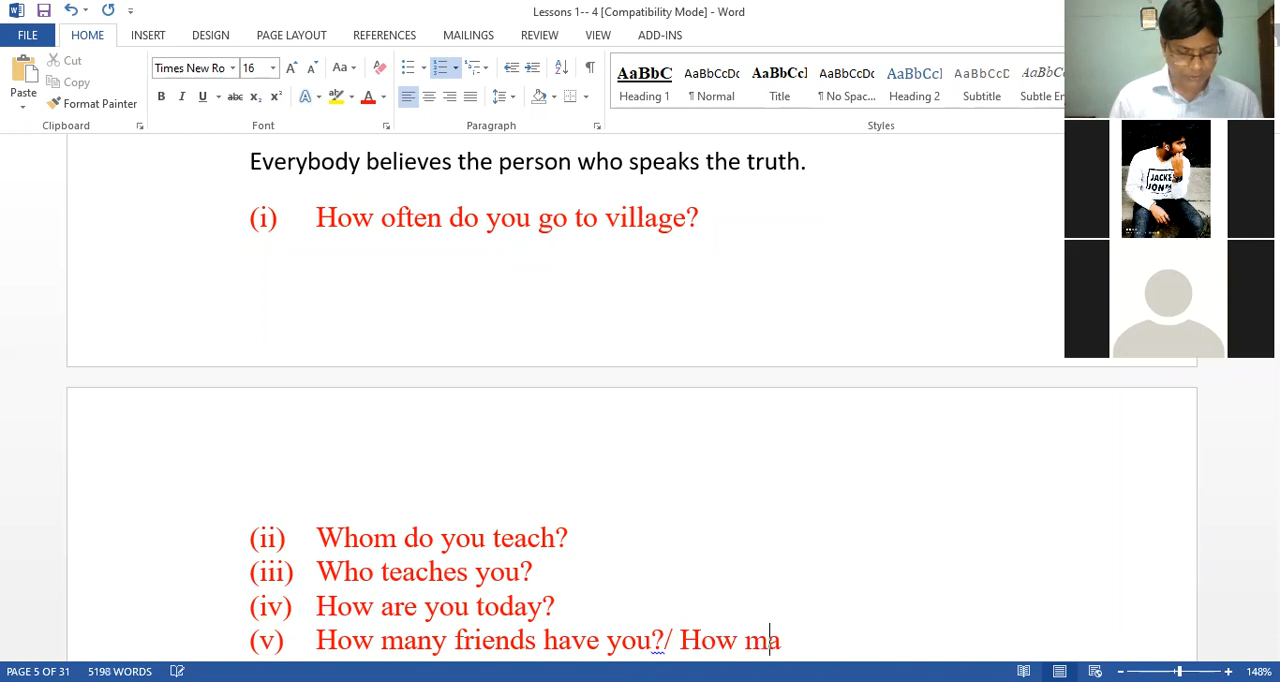 Lessons 1-- 4 [Compatibility Mode] - Word
FILE HOME INSERT DESIGN PAGE LAYOUT REFERENCES MAILINGS REVIEW VIEW ADD-INS
Paste Cut Copy Format Painter
Times New Ro 16
AaBbC AaBbCcDc AaBbCcl AaBbCcDc AaBbCcl AaBbCcD AaBbCcD
Heading 1 ¶ Normal Title ¶ No Spac... Heading 2 Subtitle Subtle Em
Clipboard Font Paragraph Styles
Everybody believes the person who speaks the truth.
(i) How often do you go to village?
(ii) Whom do you teach?
(iii) Who teaches you?
(iv) How are you today?
(v) How many friends have you?/ How ma
JACK
JON
PAGE 5 OF 31 5198 WORDS 148%